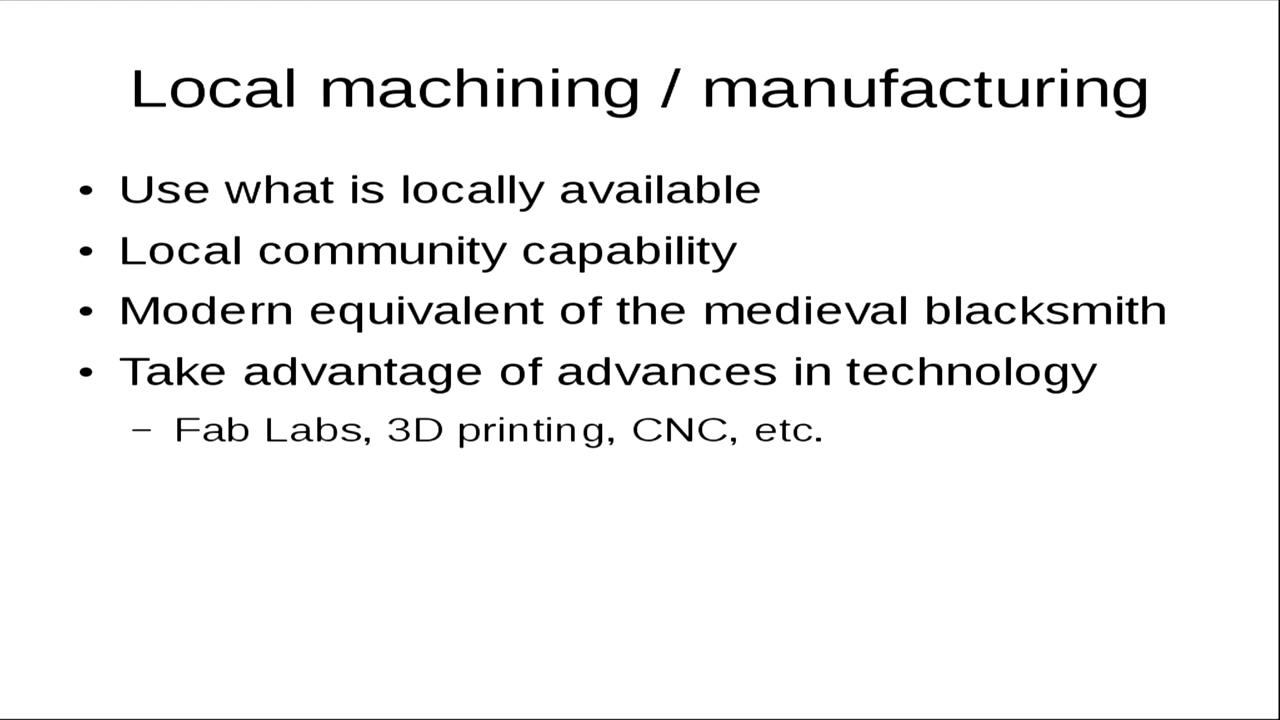 Local machining / manufacturing
• Use what is locally available
• Local community capability
• Modern equivalent of the medieval blacksmith
• Take advantage of advances in technology
– Fab Labs, 3D printing, CNC, etc.